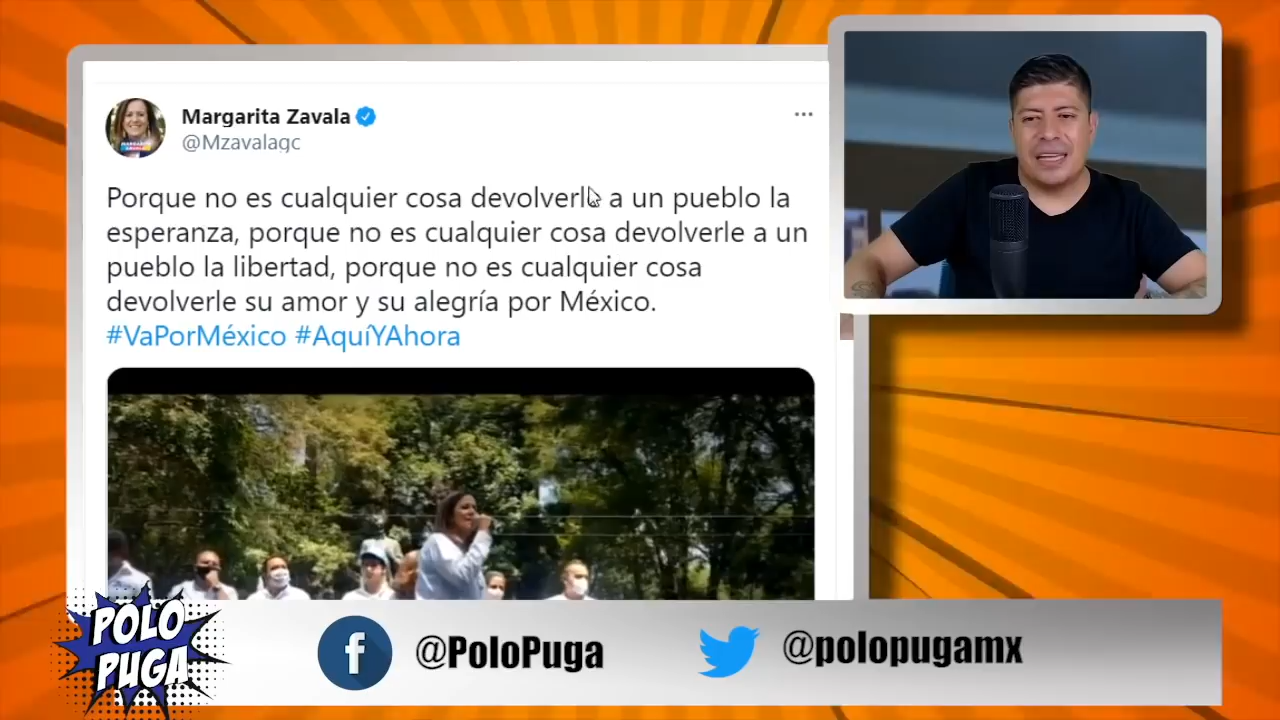 Margarita Zavala
@Mzavalagc
Porque no es cualquier cosa devolverle a un pueblo la
esperanza, porque no es cualquier cosa devolverle a un
pueblo la libertad, porque no es cualquier cosa
devolverle su amor y su alegría por México.
#VaPorMéxico #AquíYAhora
POLO
PUGA
f
@PoloPuga
@polopugamx